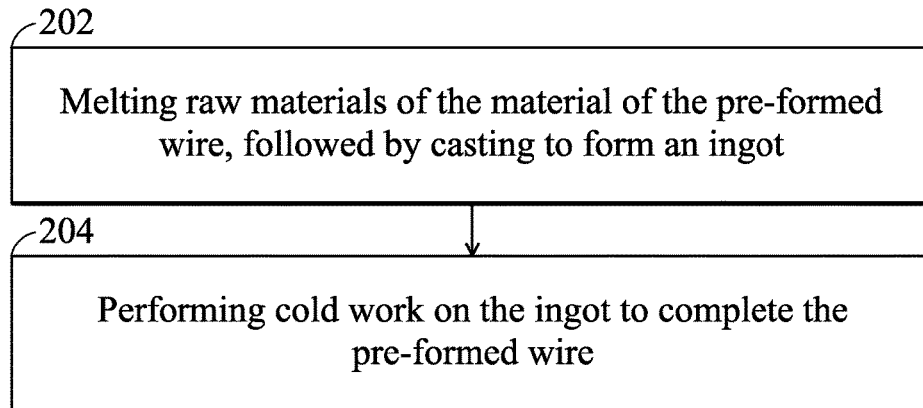 202
Melting raw materials of the material of the pre-formed
wire, followed by casting to form an ingot
204
Performing cold work on the ingot to complete the
pre-formed wire